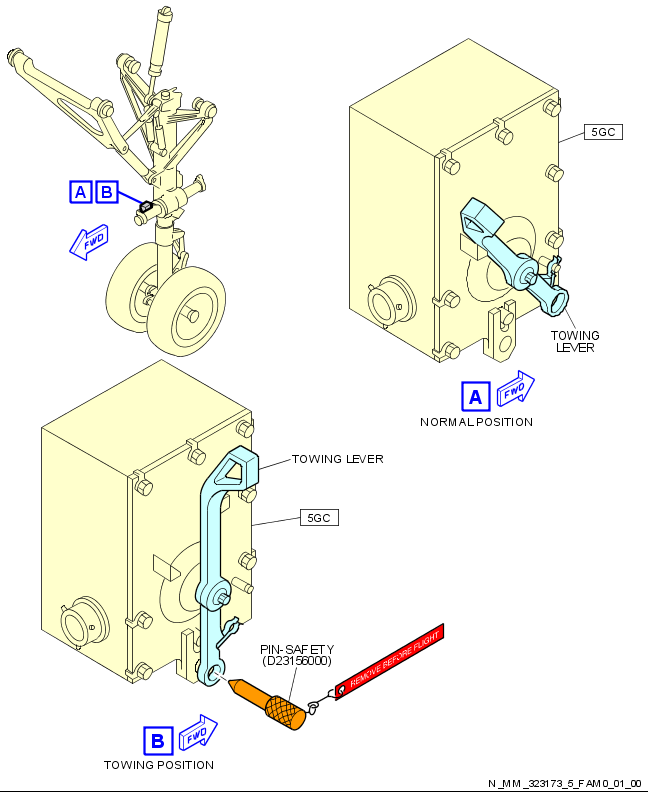 A B
FWD
5GC
TOWING
LEVER
A
FWD
NORMAL POSITION
TOWING LEVER
5GC
PIN-SAFETY
(D23156000)
REMOVE BEFORE FLIGHT
B
FWD
TOWING POSITION
N_MM_323173_5_FAM0_01_00